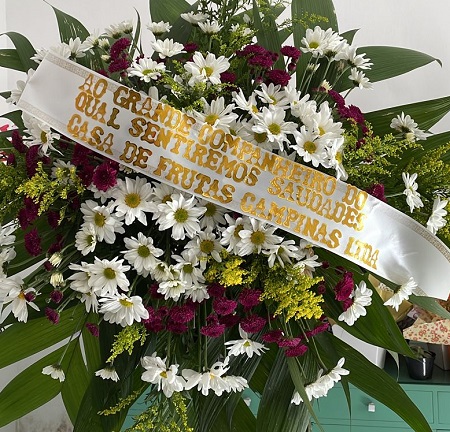 AO GRANDE COMPANHEIRO DO
QUAL SENTIREMOS SAUDADES
CASA DE FRUTAS CAMPINAS LTDA